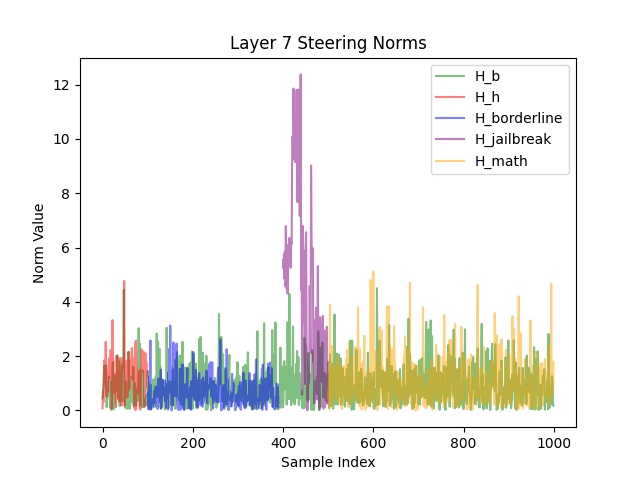 Layer 7 Steering Norms
H_b
H_h
H_borderline
H_jailbreak
H_math
Norm Value
12
10
8
6
4
2
0
0
200
400
600
800
1000
Sample Index